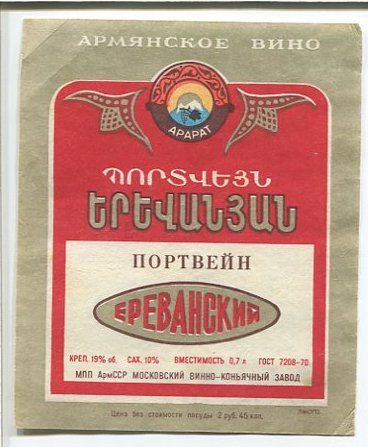 АРМЯНСКОЕ ВИНО
АРАРАТ
ՊՈՐՏՎԵՅՆ
ԵՐԵՎԱՆՅԱՆ
ПОРТВЕЙН
ЕРЕВАНСКИЙ
КРЕП. 19% об. САХ. 10% ВМЕСТИМОСТЬ 0,7 л ГОСТ 7208-70
МПП АрмССР МОСКОВСКИЙ ВИННО-КОНЬЯЧНЫЙ ЗАВОД
Цена без стоимости посуды 2 руб. 45 коп.